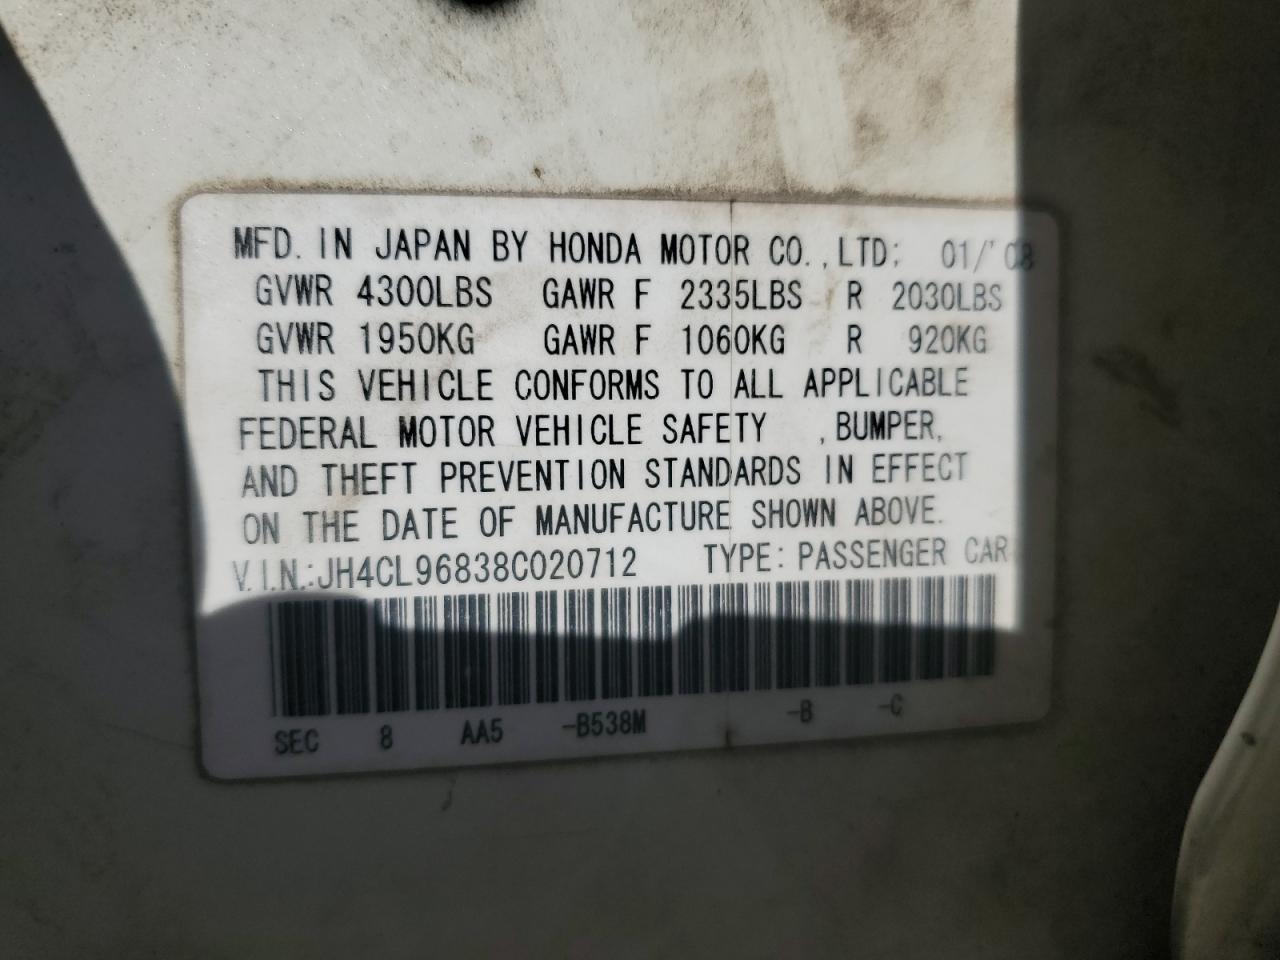 MFD. IN JAPAN BY HONDA MOTOR CO., LTD; 01/'08
GVWR 4300LBS GAWR F 2335LBS R 2030LBS
GVWR 1950KG GAWR F 1060KG R 920KG
THIS VEHICLE CONFORMS TO ALL APPLICABLE
FEDERAL MOTOR VEHICLE SAFETY , BUMPER,
AND THEFT PREVENTION STANDARDS IN EFFECT
ON THE DATE OF MANUFACTURE SHOWN ABOVE.
V.I.N.:JH4CL96838C020712 TYPE: PASSENGER CAR
SEC 8 AA5 -B538M -B -C